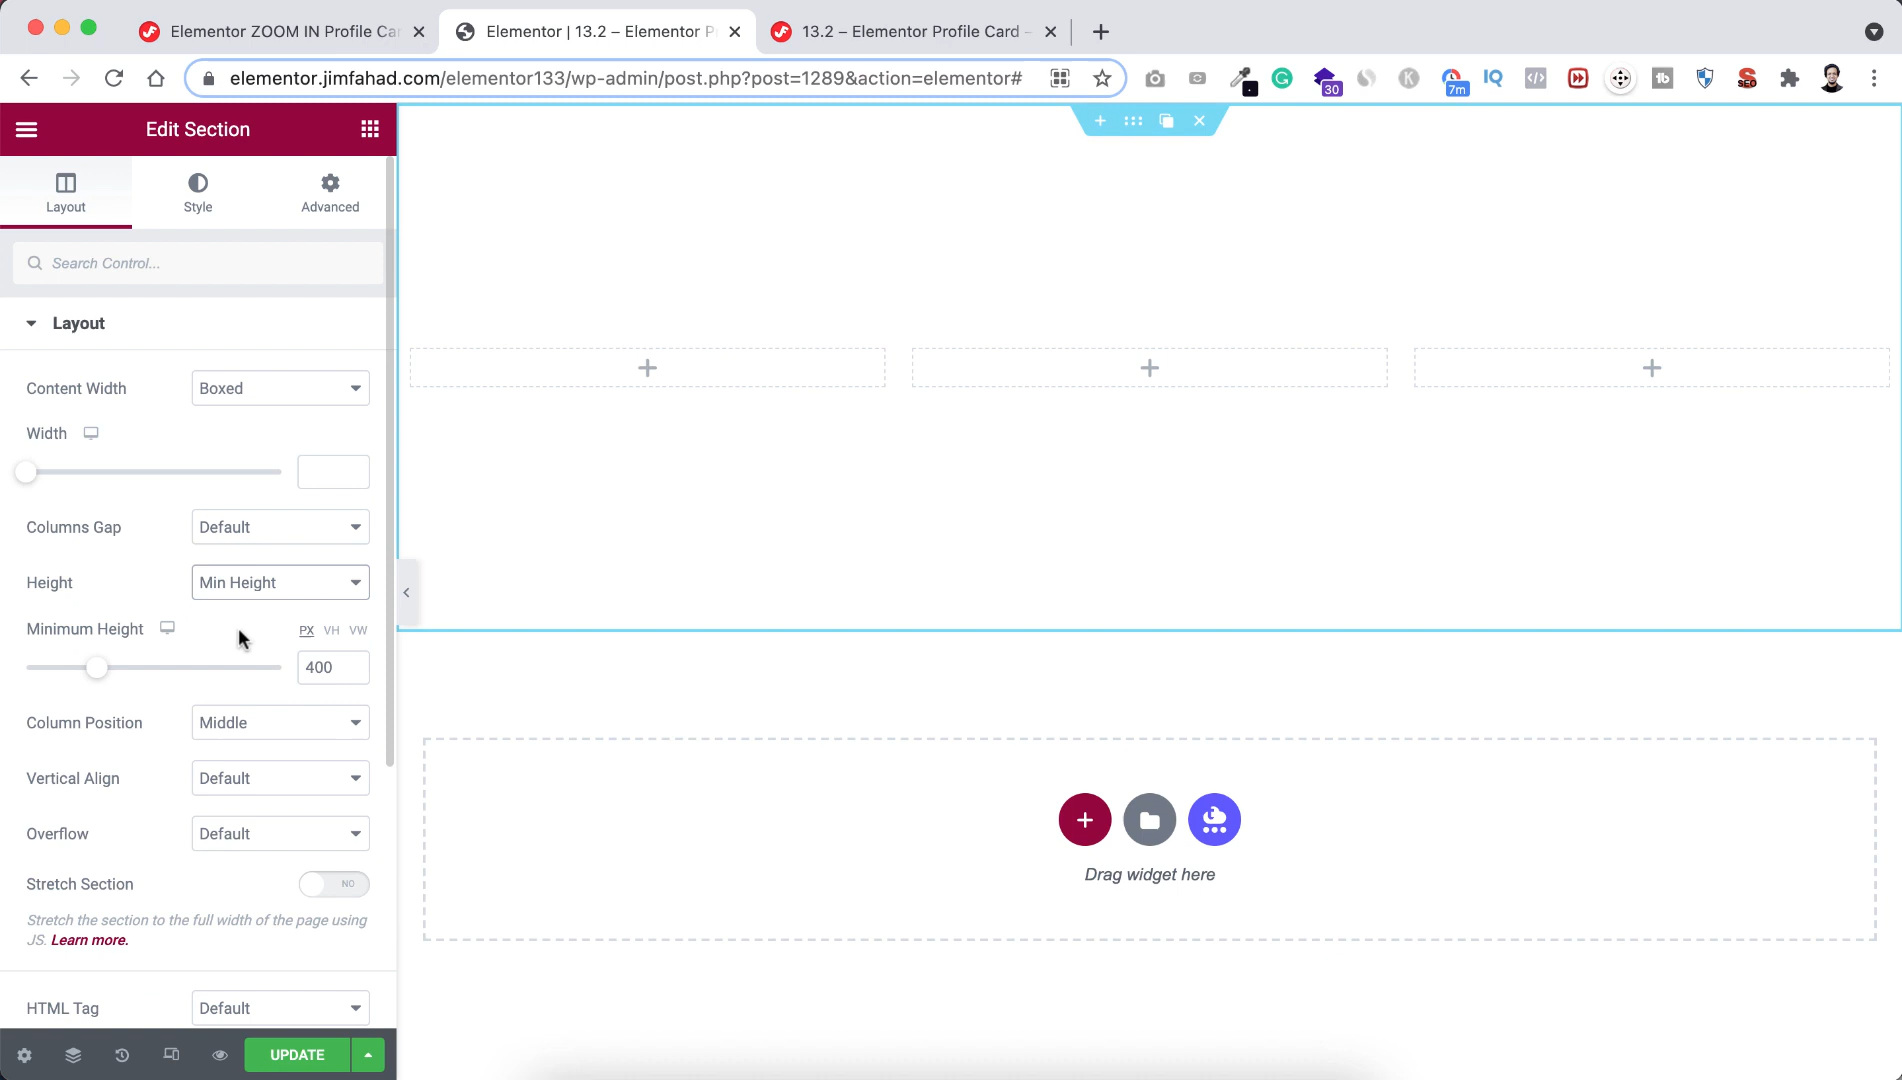 Elementor ZOOM IN Profile Ca
Elementor | 13.2 – Elementor P
13.2 – Elementor Profile Card -
elementor.jimfahad.com/elementor133/wp-admin/post.php?post=1289&action=elementor#
30
K
7m
IQ
tb
SEO
Edit Section
Layout
Style
Advanced
Search Control...
Layout
Content Width
Boxed
Width
Columns Gap
Default
Height
Min Height
Minimum Height
PX VH VW
400
Column Position
Middle
Vertical Align
Default
Overflow
Default
Stretch Section
NO
Stretch the section to the full width of the page using
JS. Learn more.
HTML Tag
Default
UPDATE
Drag widget here